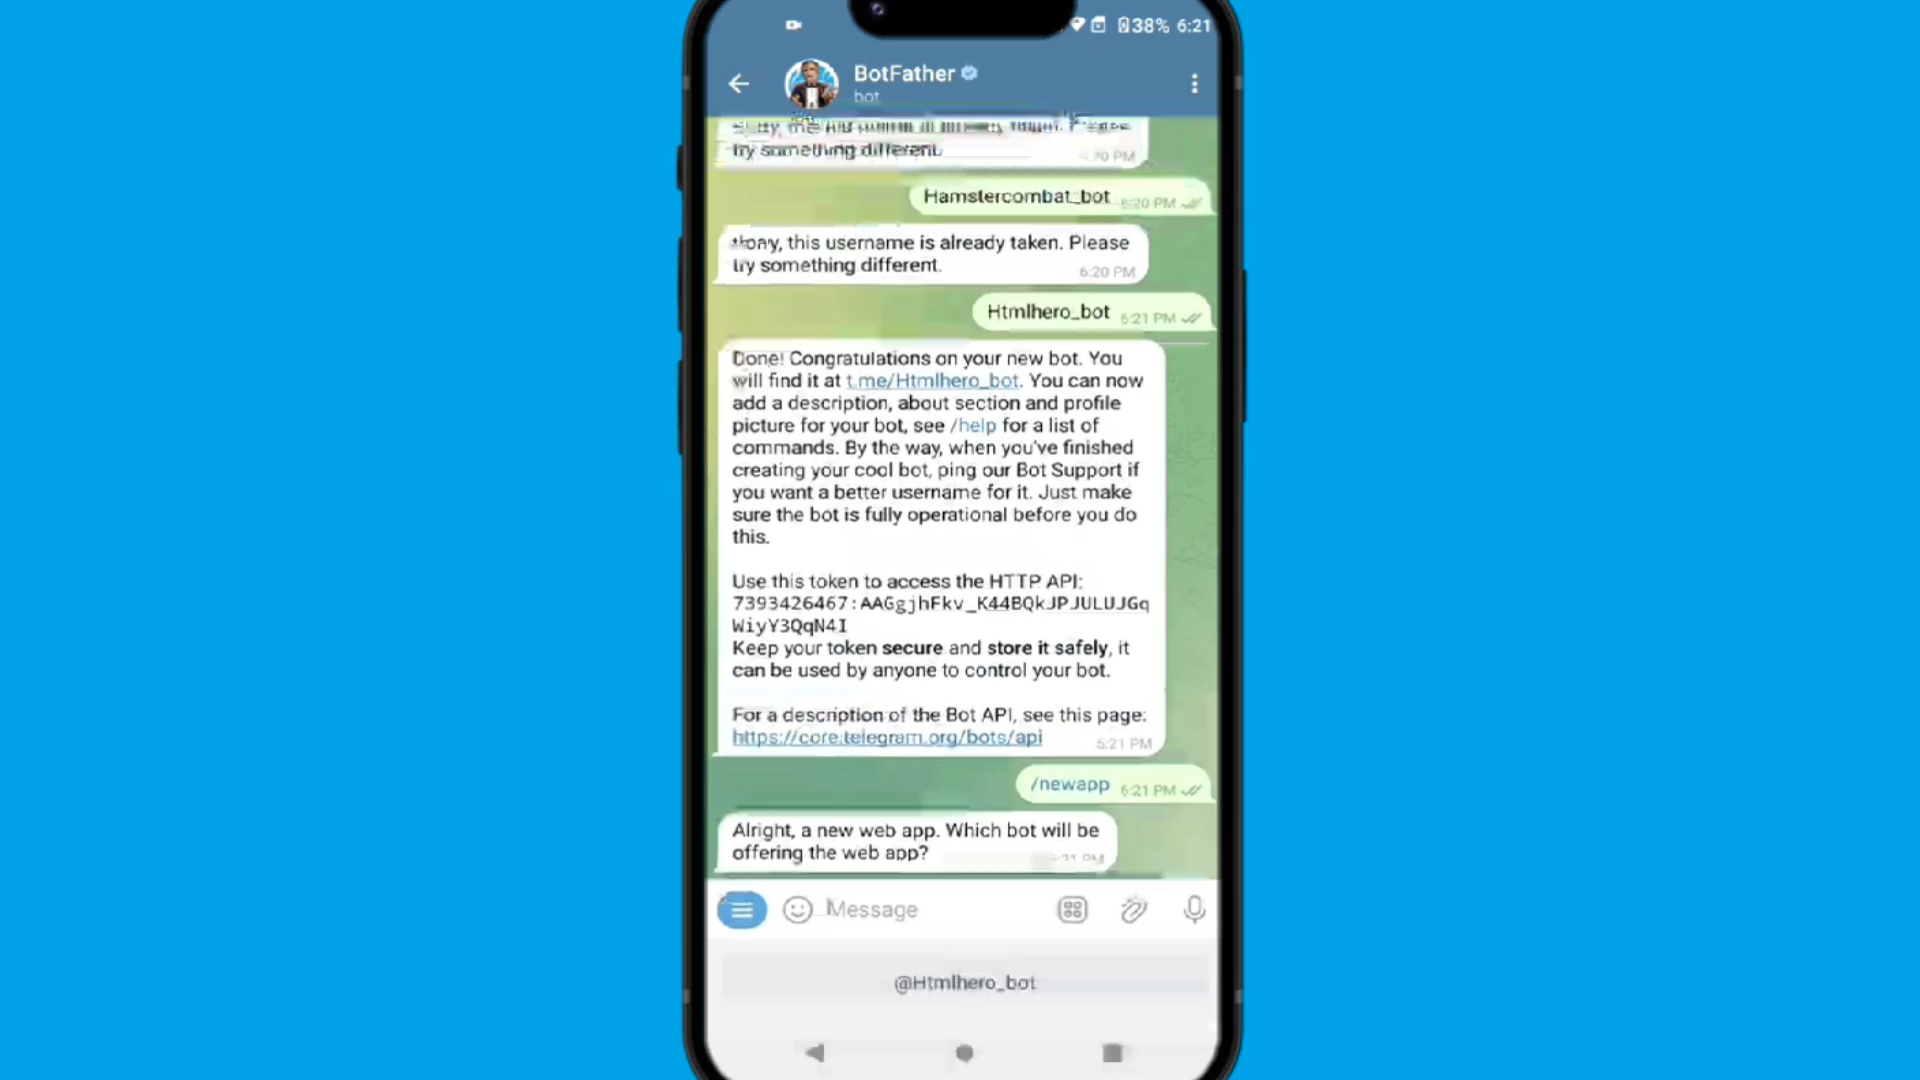 38% 6:21
BotFather
bot
try something different.
6:20 PM
Hamstercombat_bot 6:20 PM
this username is already taken. Please
try something different.
6:20 PM
Htmlhero_bot 6:21 PM
Done! Congratulations on your new bot. You
will find it at t.me/Htmlhero_bot. You can now
add a description, about section and profile
picture for your bot, see /help for a list of
commands. By the way, when you've finished
creating your cool bot, ping our Bot Support if
you want a better username for it. Just make
sure the bot is fully operational before you do
this.
Use this token to access the HTTP API:
7393426467:AAGgjhFkv_K44BQkJPJULUJGq
WiyY3QqN4I
Keep your token secure and store it safely, it
can be used by anyone to control your bot.
For a description of the Bot API, see this page:
https://core.telegram.org/bots/api
6:21 PM
/newapp 6:21 PM
Alright, a new web app. Which bot will be
offering the web app?
Message
@Htmlhero_bot